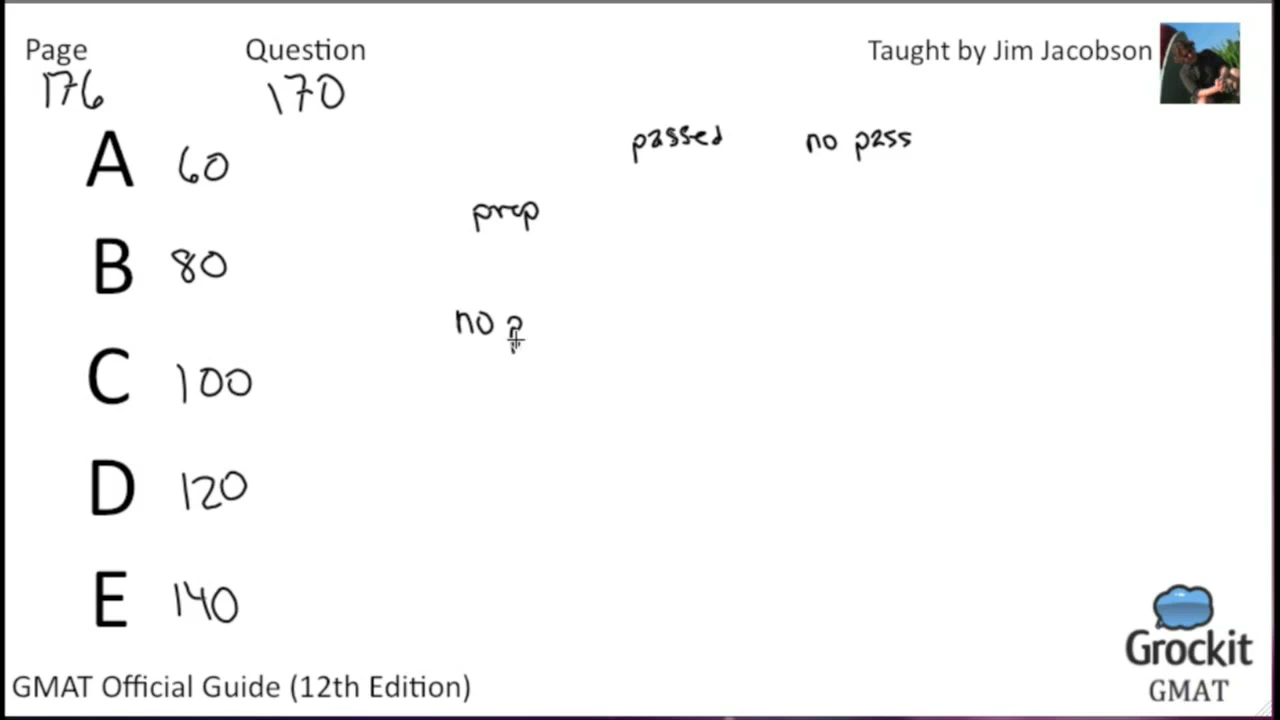 Page Question Taught by Jim Jacobson
176 170
passed no pass
A 60
prep
B 80
no p
C 100
D 120
E 140
Grockit
GMAT
GMAT Official Guide (12th Edition)